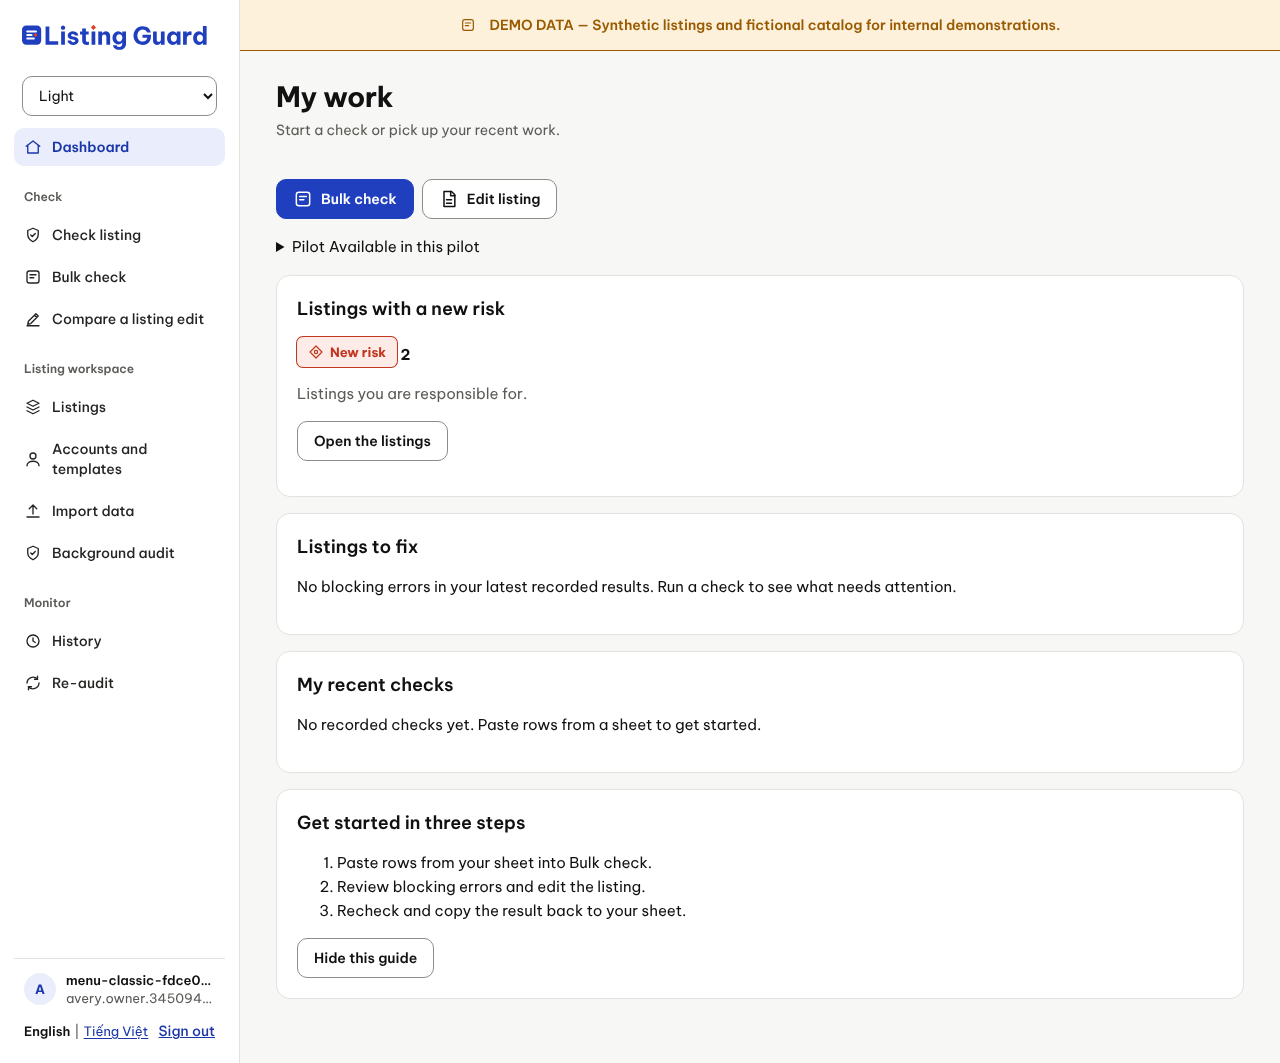 Listing Guard
Light
Dashboard
Check
Check listing
Bulk check
Compare a listing edit
Listing workspace
Listings
Accounts and
templates
Import data
Background audit
Monitor
History
Re-audit
menu-classic-fdce0...
avery.owner.345094...
English | Tiếng Việt Sign out
DEMO DATA — Synthetic listings and fictional catalog for internal demonstrations.
My work
Start a check or pick up your recent work.
Bulk check
Edit listing
Pilot Available in this pilot
Listings with a new risk
New risk 2
Listings you are responsible for.
Open the listings
Listings to fix
No blocking errors in your latest recorded results. Run a check to see what needs attention.
My recent checks
No recorded checks yet. Paste rows from a sheet to get started.
Get started in three steps
1. Paste rows from your sheet into Bulk check.
2. Review blocking errors and edit the listing.
3. Recheck and copy the result back to your sheet.
Hide this guide
A